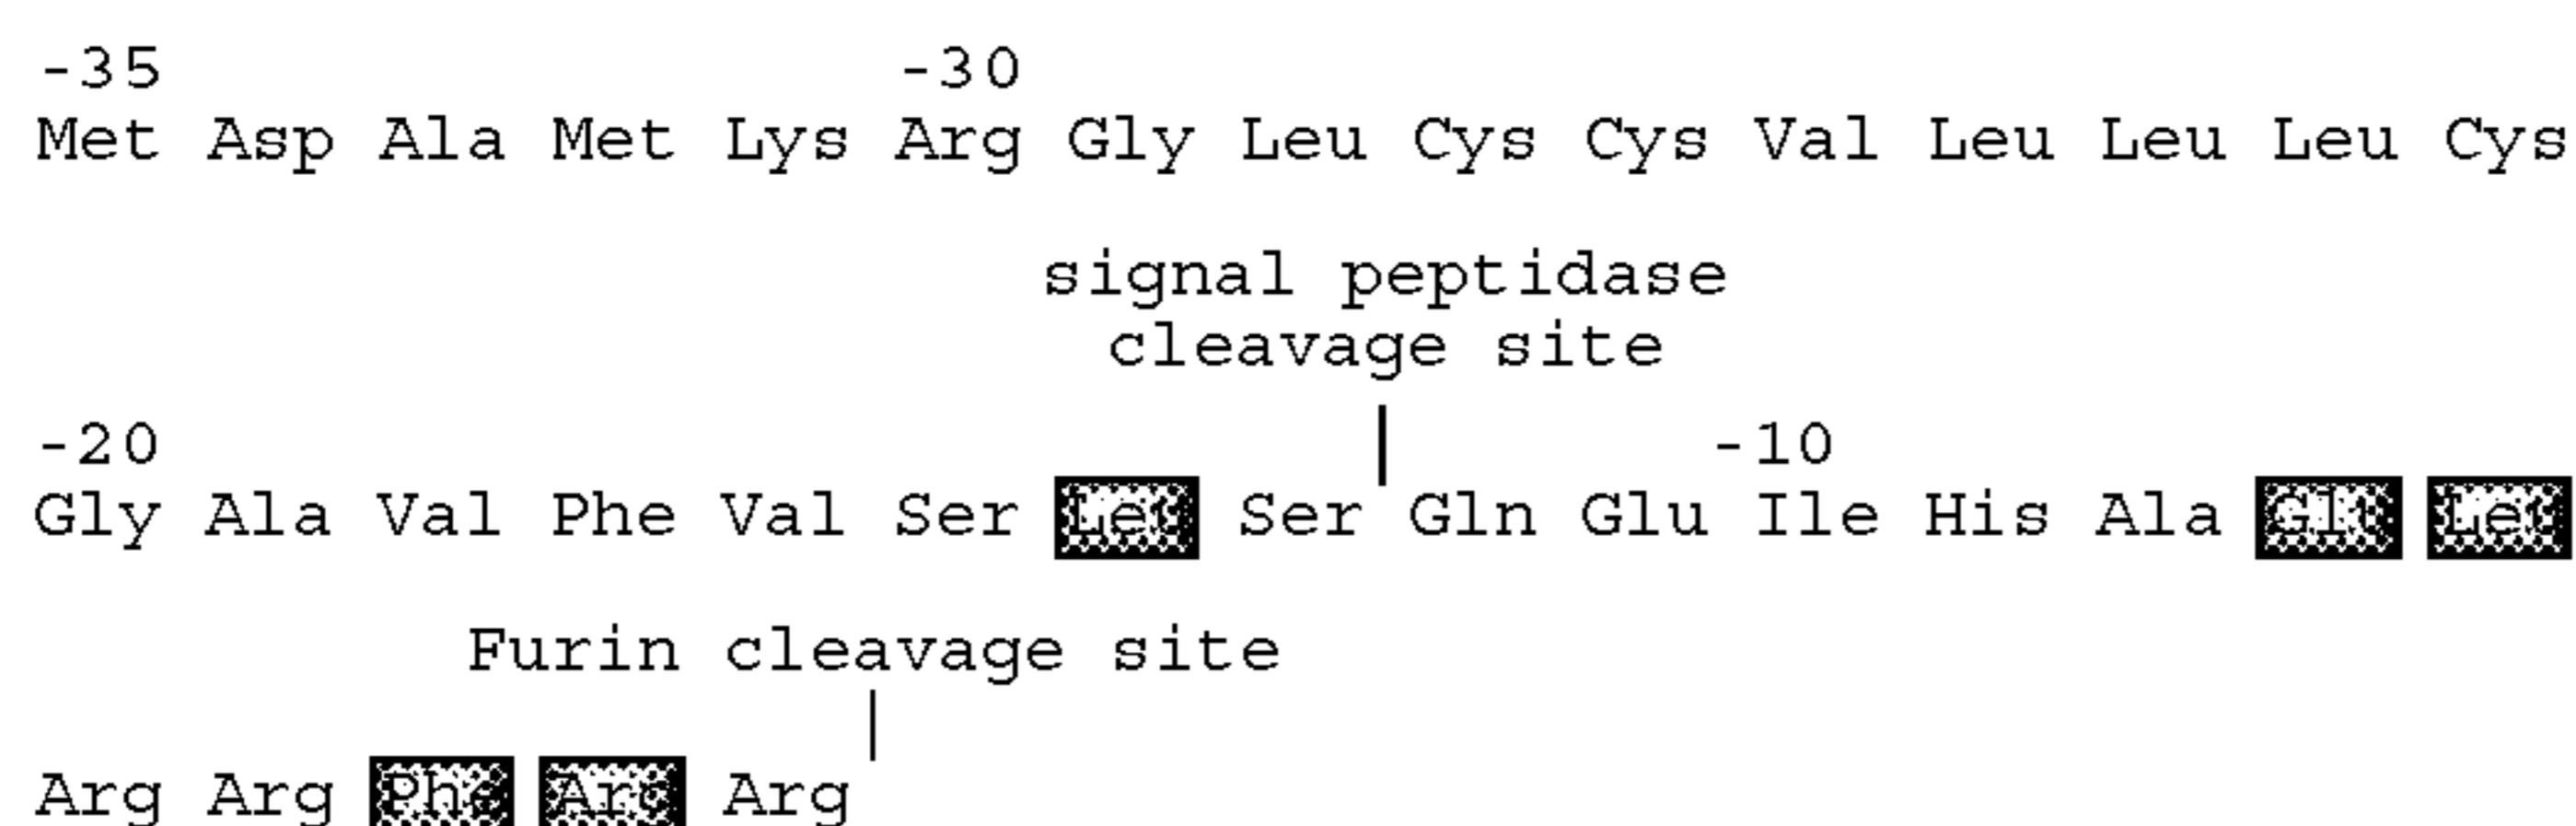 -35 -30
Met Asp Ala Met Lys Arg Gly Leu Cys Cys Val Leu Leu Leu Cys
signal peptidase
cleavage site
-20 -10
Gly Ala Val Phe Val Ser Ser Gln Glu Ile His Ala
Furin cleavage site
Arg Arg Phe Arg Arg